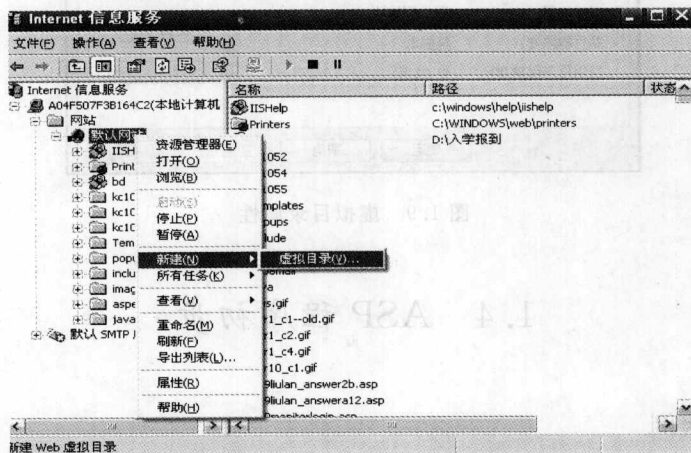 Internet 信息服务
文件(F) 操作(A) 查看(V) 帮助(H)
Internet 信息服务
A04F507F3B164C2(本地计算机
网站
默认网站
IISH
Print
bd
kc10
kc10
kc10
Tem
popu
inclu
imag
aspe
java
默认 SMTP
资源管理器(E)
打开(O)
浏览(B)
启动(S)
停止(P)
暂停(A)
新建(N)
所有任务(K)
查看(V)
重命名(M)
刷新(F)
导出列表(L)...
属性(R)
帮助(H)
虚拟目录(V)...
名称 路径 状态
IISHelp c:\windows\help\iishelp
Printers C:\WINDOWS\web\printers
D:\入学报到
1052
1054
1055
mplates
pups
lude
a
s.gif
r1_c1--old.gif
r1_c2.gif
r1_c4.gif
r10_c1.gif
9liulan_answer2b.asp
9liulan_answera12.asp
新建 Web 虚拟目录